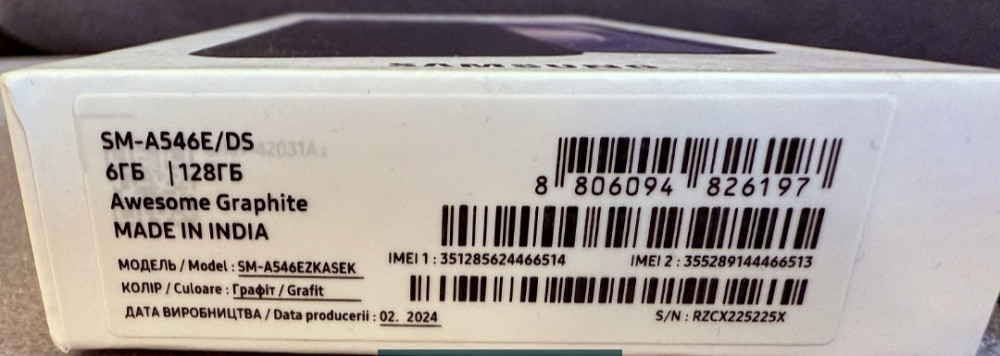 SAMSUNG
SM-A546E/DS
6ГБ | 128ГБ
Awesome Graphite
MADE IN INDIA
МОДЕЛЬ / Model : SM-A546EZKASEK
КОЛІР / Culoare : Графіт / Grafit
ДАТА ВИРОБНИЦТВА / Data producerii : 02. 2024
8 806094 826197
IMEI 1 : 351285624466514 IMEI 2 : 355289144466513
S/N : RZCX225225X